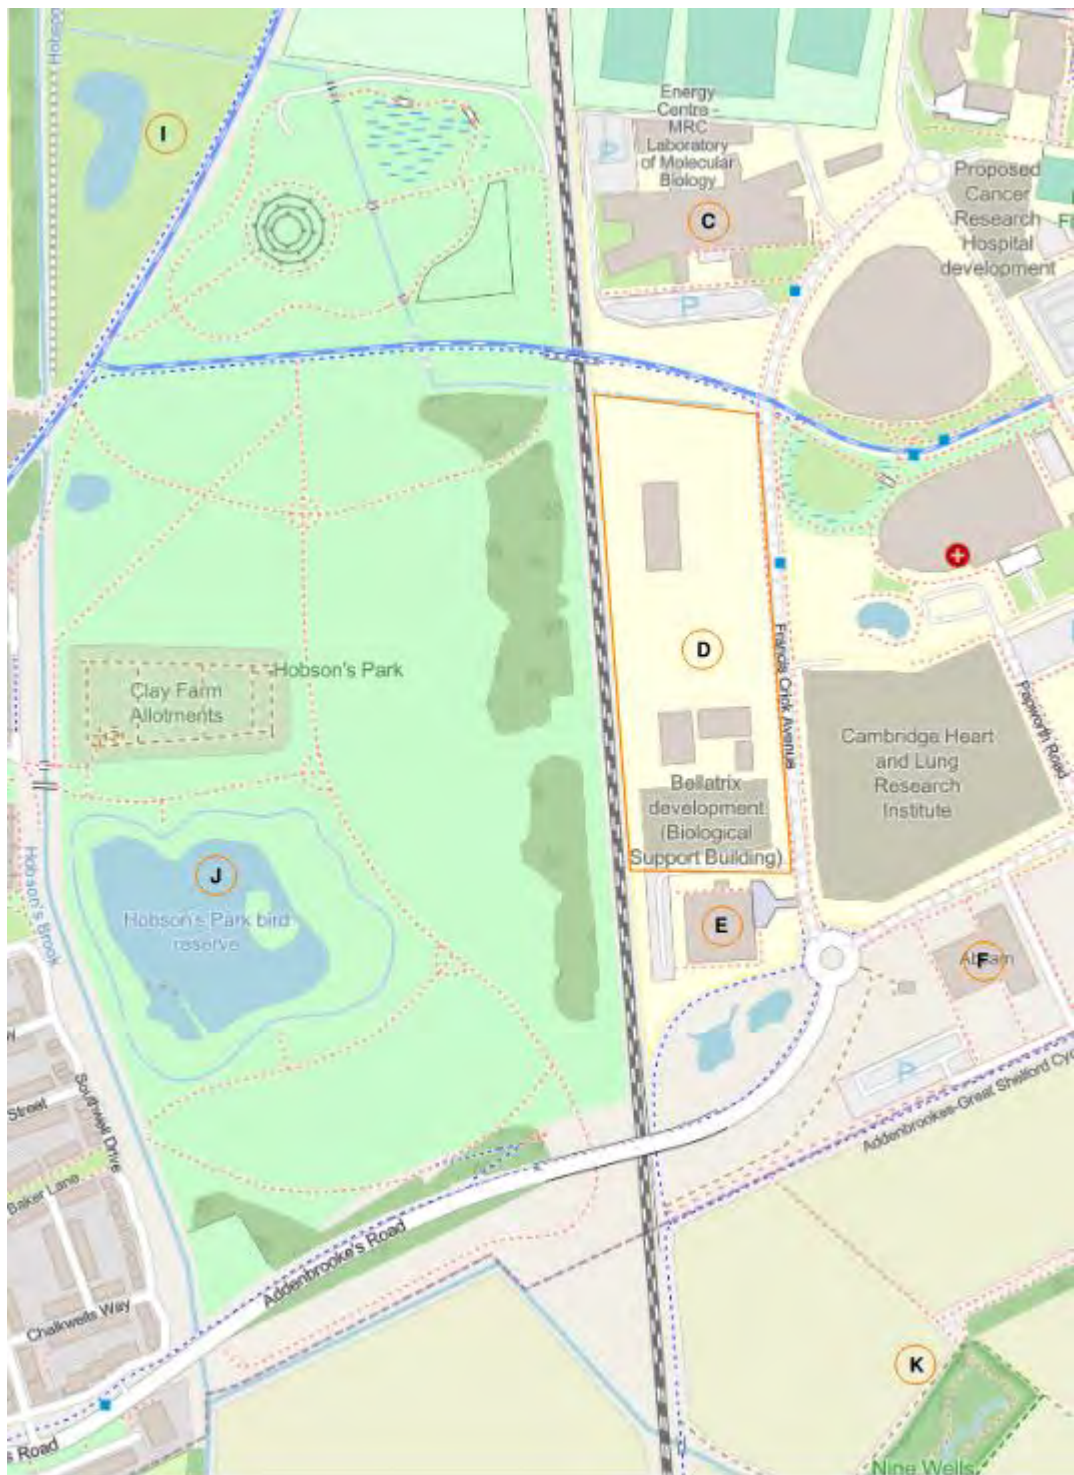 Hobson's
I
Energy
Centre -
MRC
Laboratory
of Molecular
Biology
P
C
P
Proposed
Cancer
Research
Hospital
development
Fl
D
Francis Crick Avenue
Papworth Road
Hobson's Park
Clay Farm
Allotments
Cambridge Heart
and Lung
Research
Institute
Bellatrix
development
(Biological
Support Building)
J
Hobson's Park bird
reserve
Hobson's Brook
E
F
P
Addenbrookes-Great Shelford Cyc
Southwell Drive
Street
Baker Lane
Addenbrooke's Road
Chalkwells Way
K
s Road
Nine Wells